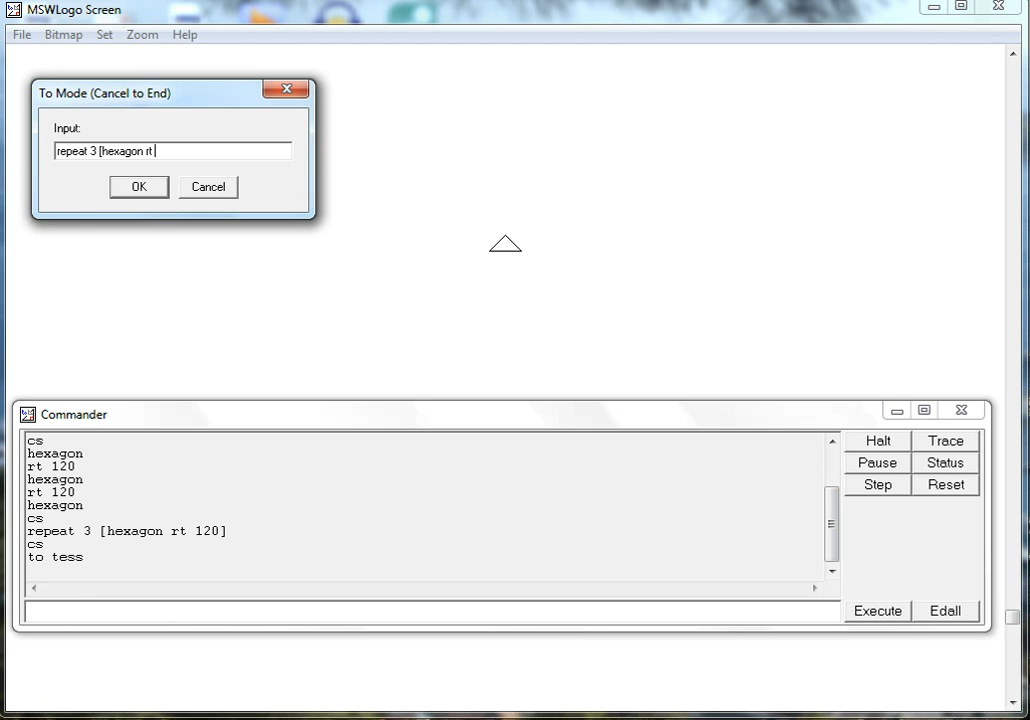 MSWLogo Screen
File Bitmap Set Zoom Help
To Mode (Cancel to End)
Input:
repeat 3 [hexagon rt
OK Cancel
Commander
cs
hexagon
rt 120
hexagon
rt 120
hexagon
cs
repeat 3 [hexagon rt 120]
cs
to tess
Halt Trace
Pause Status
Step Reset
Execute Edall